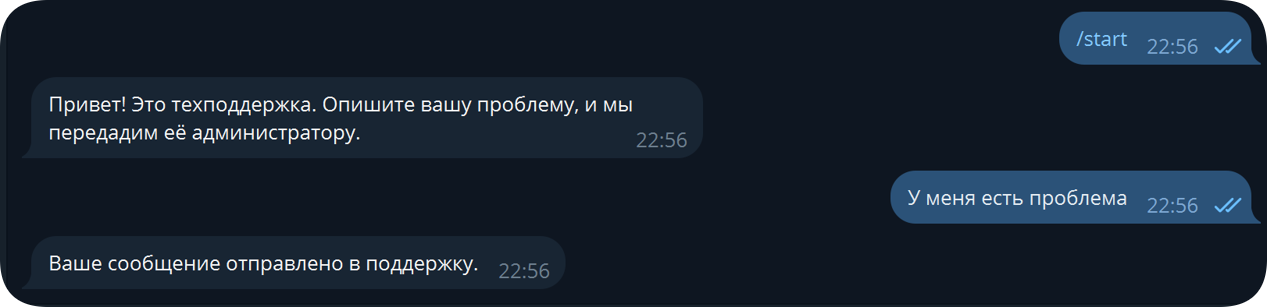 /start 22:56
Привет! Это техподдержка. Опишите вашу проблему, и мы
передадим её администратору.
22:56
У меня есть проблема 22:56
Ваше сообщение отправлено в поддержку. 22:56